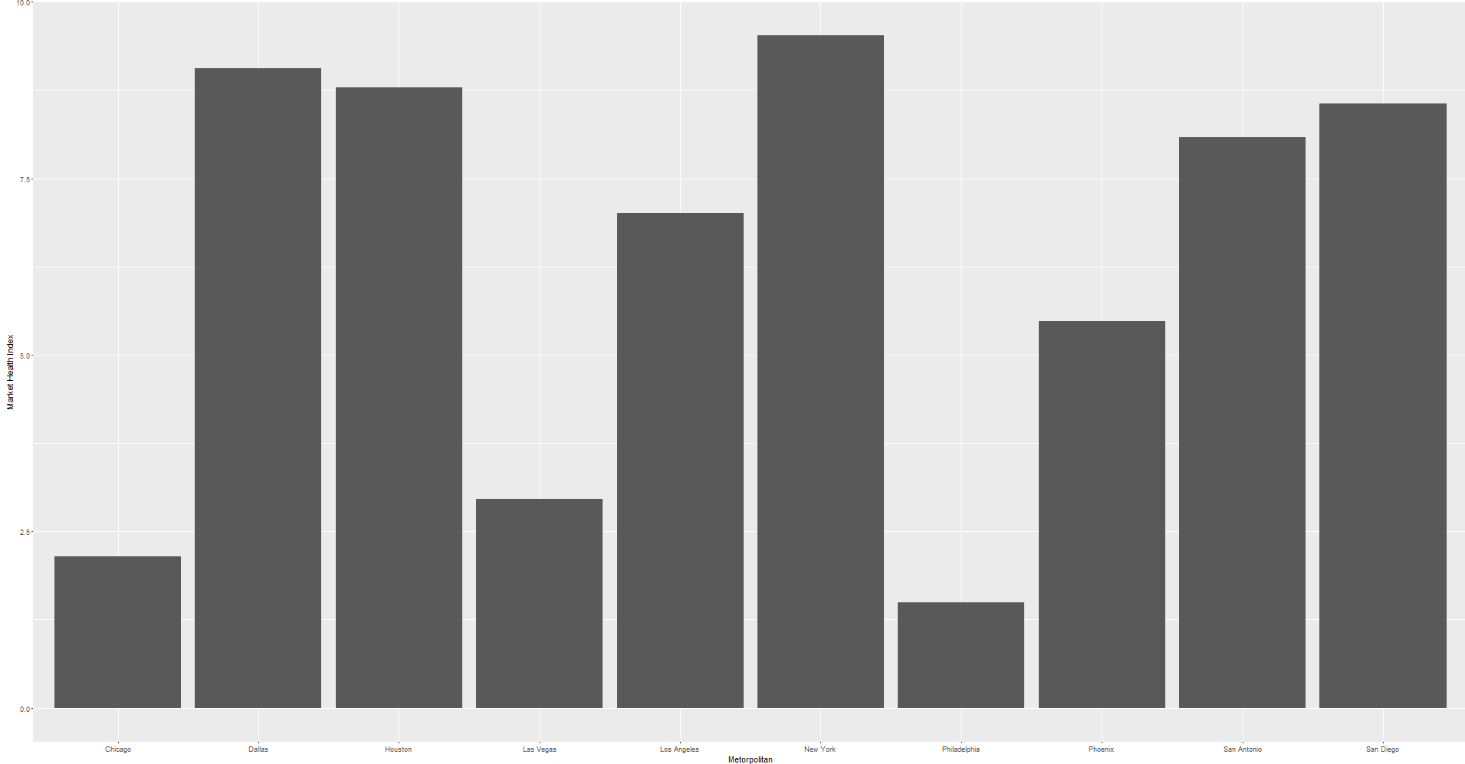 10.0
7.5
5.0
2.5
0.0
Market Health Index
Chicago Dallas Houston Las Vegas Los Angeles New York Philadelphia Phoenix San Antonio San Diego
Metorpolitan